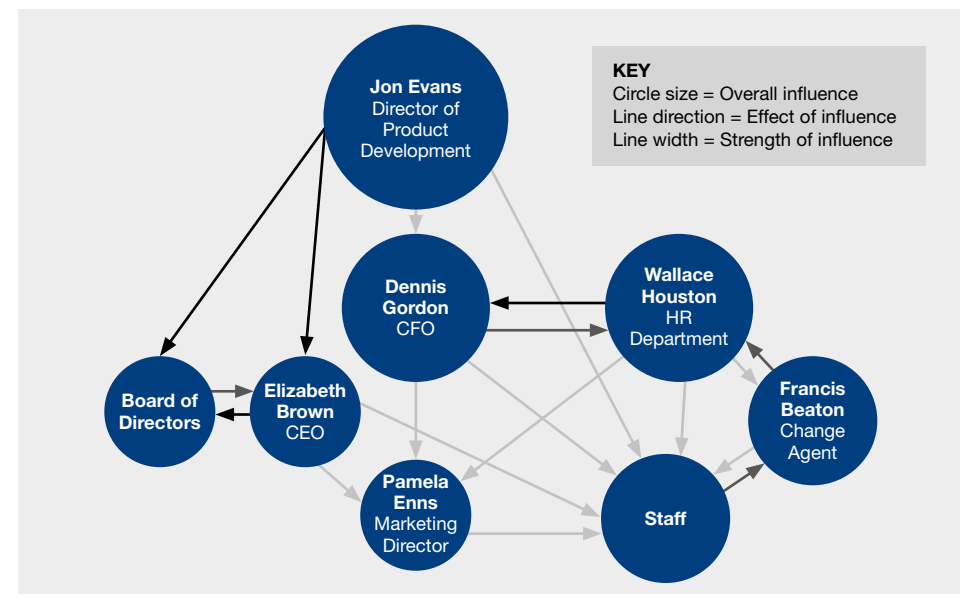 Jon Evans
Director of
Product
Development
KEY
Circle size = Overall influence
Line direction = Effect of influence
Line width = Strength of influence
Dennis
Gordon
CFO
Wallace
Houston
HR
Department
Board of
Directors
Elizabeth
Brown
CEO
Francis
Beaton
Change
Agent
Pamela
Enns
Marketing
Director
Staff